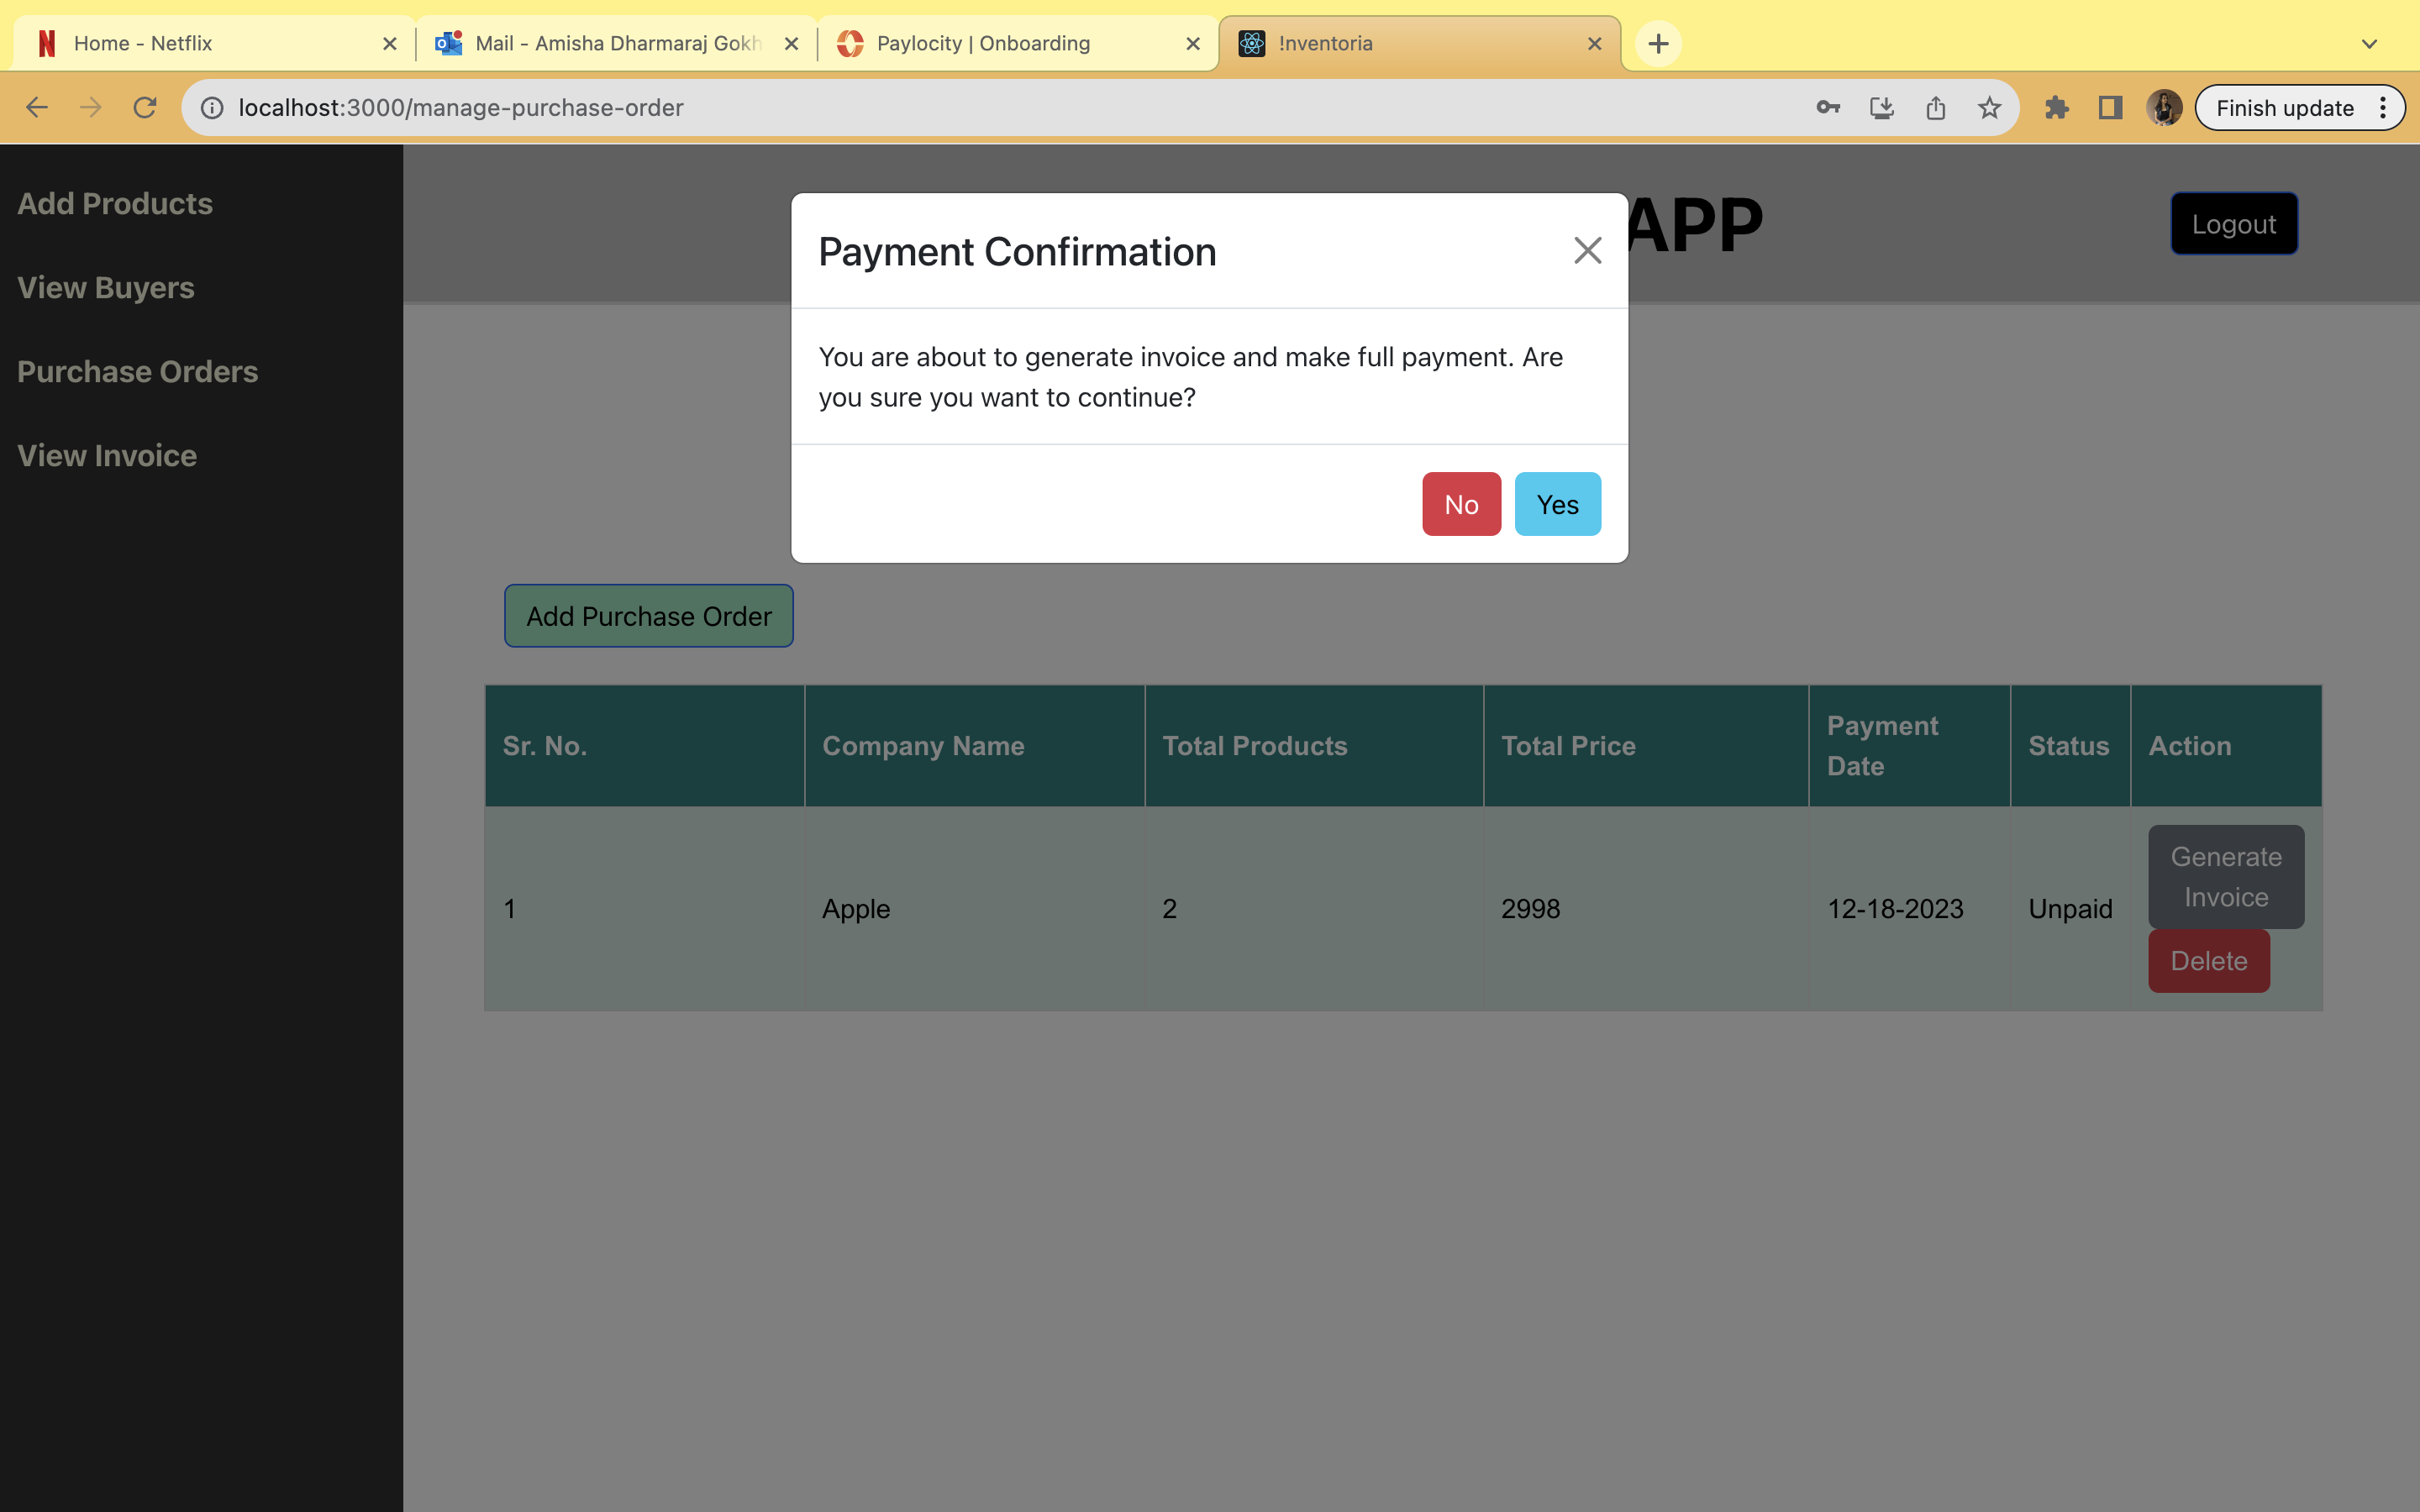 Home - Netflix
Mail - Amisha Dharmaraj Gokh
Paylocity | Onboarding
!nventoria
localhost:3000/manage-purchase-order
Finish update
Add Products
View Buyers
Purchase Orders
View Invoice
APP
Logout
Payment Confirmation
You are about to generate invoice and make full payment. Are
you sure you want to continue?
No
Yes
Add Purchase Order
Sr. No.
Company Name
Total Products
Total Price
Payment
Date
Status
Action
1
Apple
2
2998
12-18-2023
Unpaid
Generate
Invoice
Delete